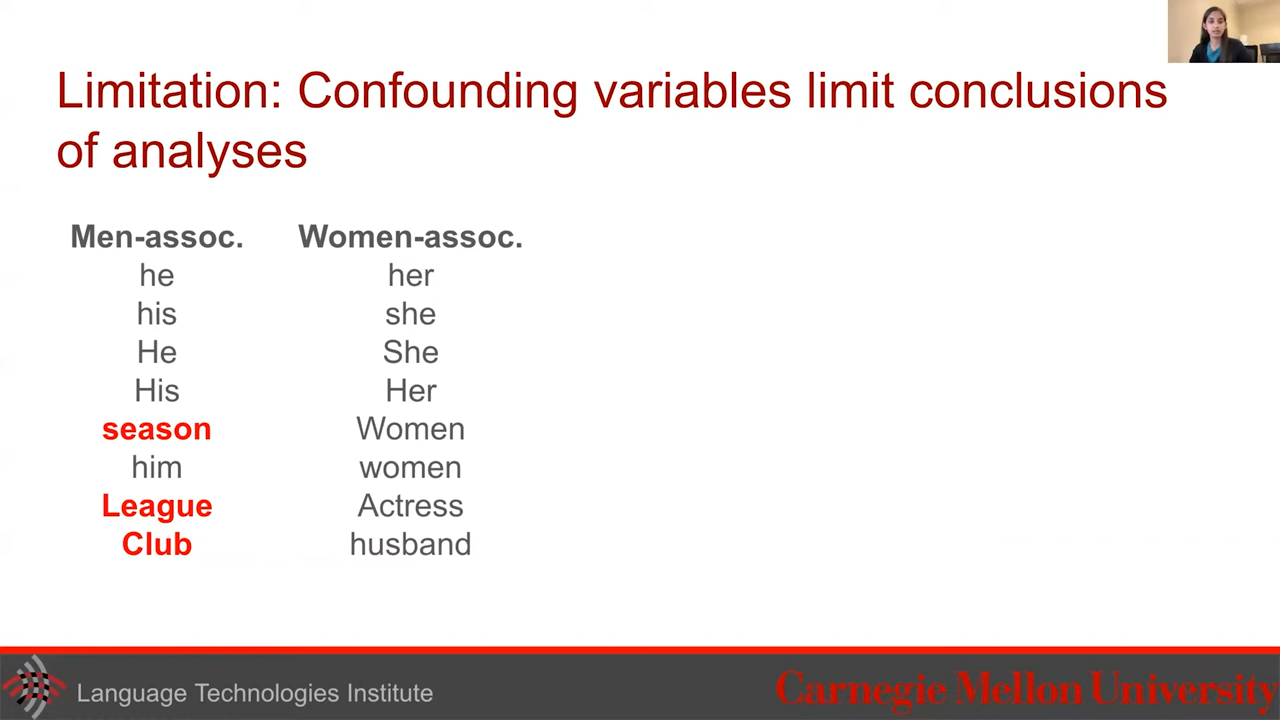 Limitation: Confounding variables limit conclusions
of analyses
Men-assoc. Women-assoc.
he her
his she
He She
His Her
season Women
him women
League Actress
Club husband
Language Technologies Institute
Carnegie Mellon University